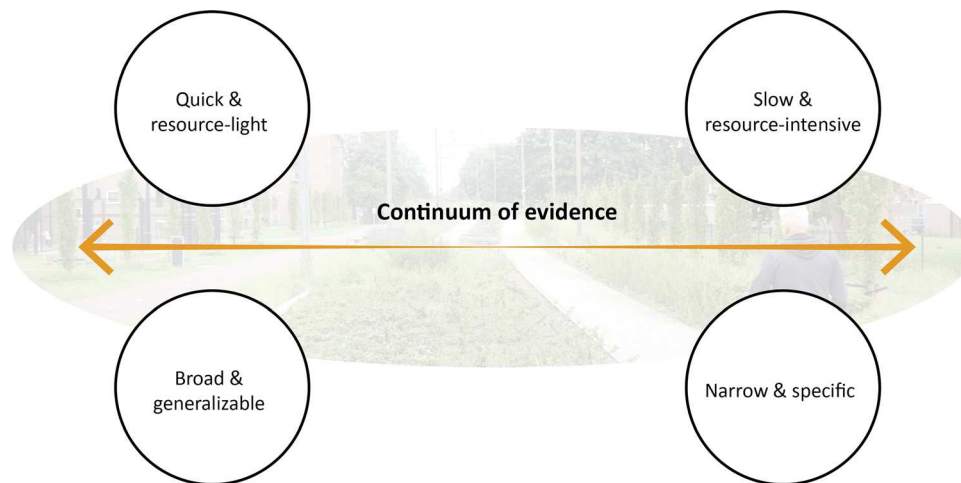 Quick &
resource-light
Slow &
resource-intensive
Continuum of evidence
Broad &
generalizable
Narrow & specific